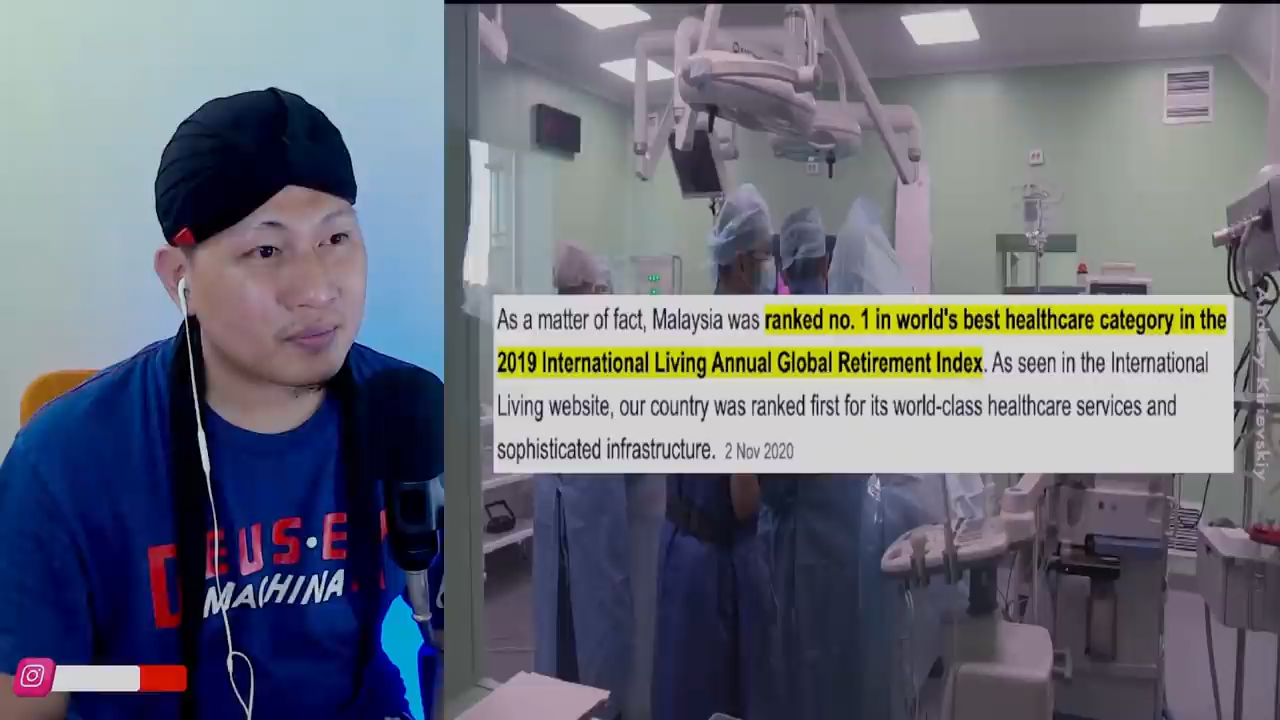 As a matter of fact, Malaysia was ranked no. 1 in world's best healthcare category in the
2019 International Living Annual Global Retirement Index. As seen in the International
Living website, our country was ranked first for its world-class healthcare services and
sophisticated infrastructure. 2 Nov 2020
DEUS·E
MACHINA